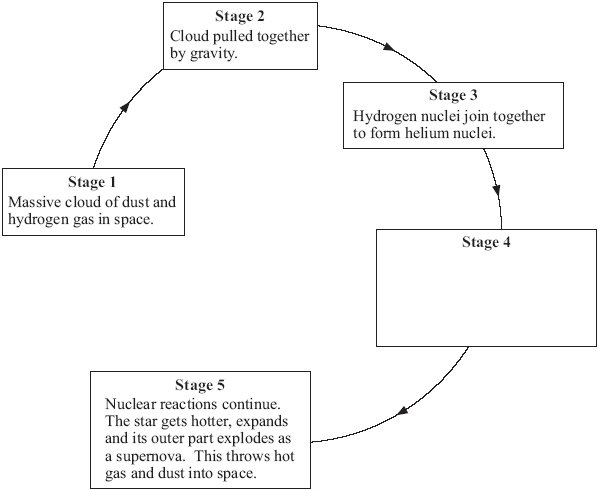 Stage 2
Cloud pulled together
by gravity.
Stage 3
Hydrogen nuclei join together
to form helium nuclei.
Stage 1
Massive cloud of dust and
hydrogen gas in space.
Stage 4
Stage 5
Nuclear reactions continue.
The star gets hotter, expands
and its outer part explodes as
a supernova.  This throws hot
gas and dust into space.